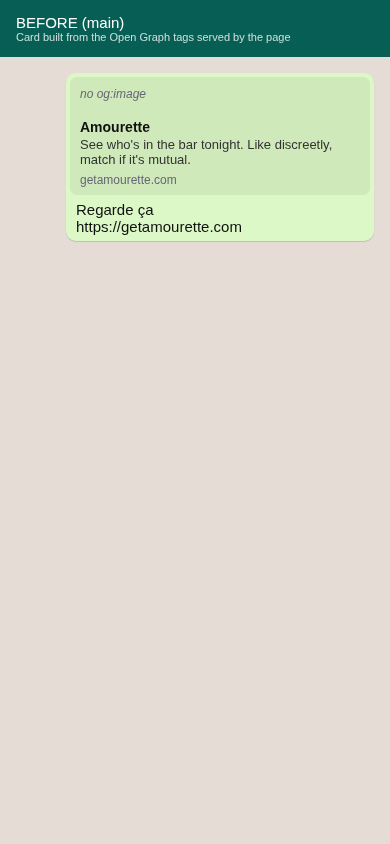 BEFORE (main)
Card built from the Open Graph tags served by the page
no og:image
Amourette
See who's in the bar tonight. Like discreetly,
match if it's mutual.
getamourette.com
Regarde ça
https://getamourette.com